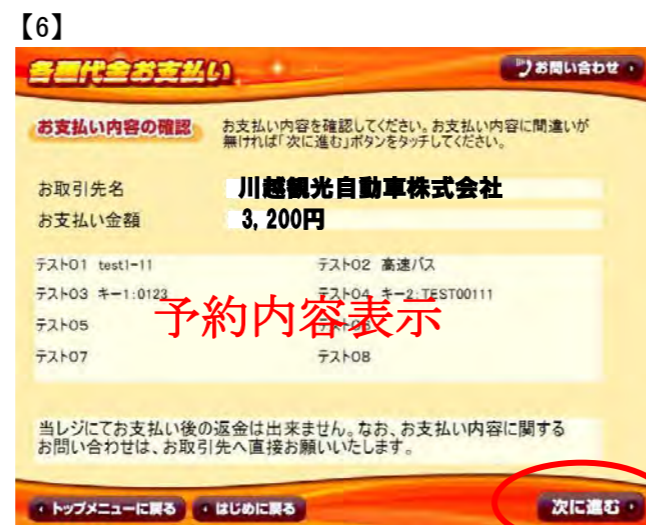 【6】
各種代金お支払い
お問い合わせ
お支払い内容の確認
お支払い内容を確認してください。お支払い内容に間違いが
無ければ「次に進む」ボタンをタッチしてください。
お取引先名 川越観光自動車株式会社
お支払い金額 3,200円
テスト01 test1-11 テスト02 高速バス
テスト03 キー1:0123 テスト04 キー2:TEST00111
予約内容表示
テスト05 テスト06
テスト07 テスト08
当レジにてお支払い後の返金は出来ません。なお、お支払い内容に関する
お問い合わせは、お取引先へ直接お願いいたします。
トップメニューに戻る はじめに戻る 次に進む